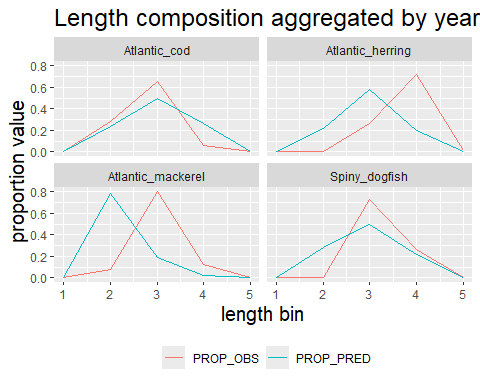 Length composition aggregated by year
Atlantic_cod
Atlantic_herring
0.8
0.6
0.4
0.2
0.0
Atlantic_mackerel
Spiny_dogfish
0.8
0.6
0.4
0.2
0.0
proportion value
1 2 3 4 5
1 2 3 4 5
length bin
PROP_OBS
PROP_PRED